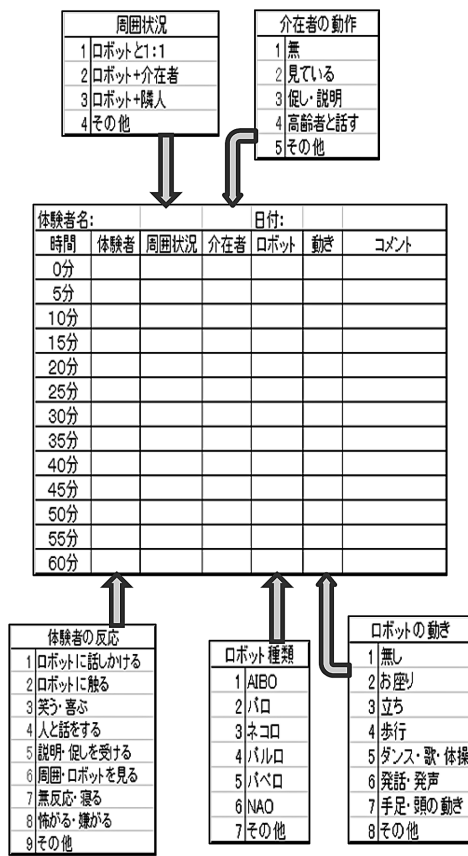 周囲状況
1 ロボットと1:1
2 ロボット+介在者
3 ロボット+隣人
4 その他
介在者の動作
1 無
2 見ている
3 促し・説明
4 高齢者と話す
5 その他
体験者名: 日付:
時間 体験者 周囲状況 介在者 ロボット 動き コメント
0分
5分
10分
15分
20分
25分
30分
35分
40分
45分
50分
55分
60分
体験者の反応
1 ロボットに話しかける
2 ロボットに触る
3 笑う・喜ぶ
4 人と話をする
5 説明・促しを受ける
6 周囲・ロボットを見る
7 無反応・寝る
8 怖がる・嫌がる
9 その他
ロボット種類
1 AIBO
2 パロ
3 ネコロ
4 パルロ
5 パペロ
6 NAO
7 その他
ロボットの動き
1 無し
2 お座り
3 立ち
4 歩行
5 ダンス・歌・体操
6 発話・発声
7 手足・頭の動き
8 その他